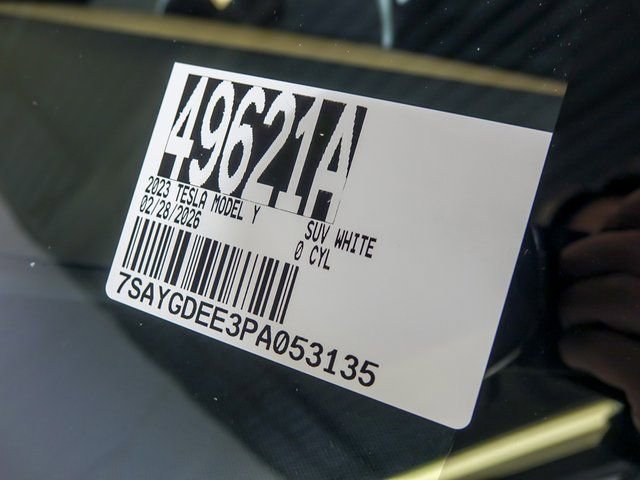 49621A
2023 TESLA MODEL Y
SUV WHITE
02/28/2026
0 CYL
7SAYGDEE3PA053135